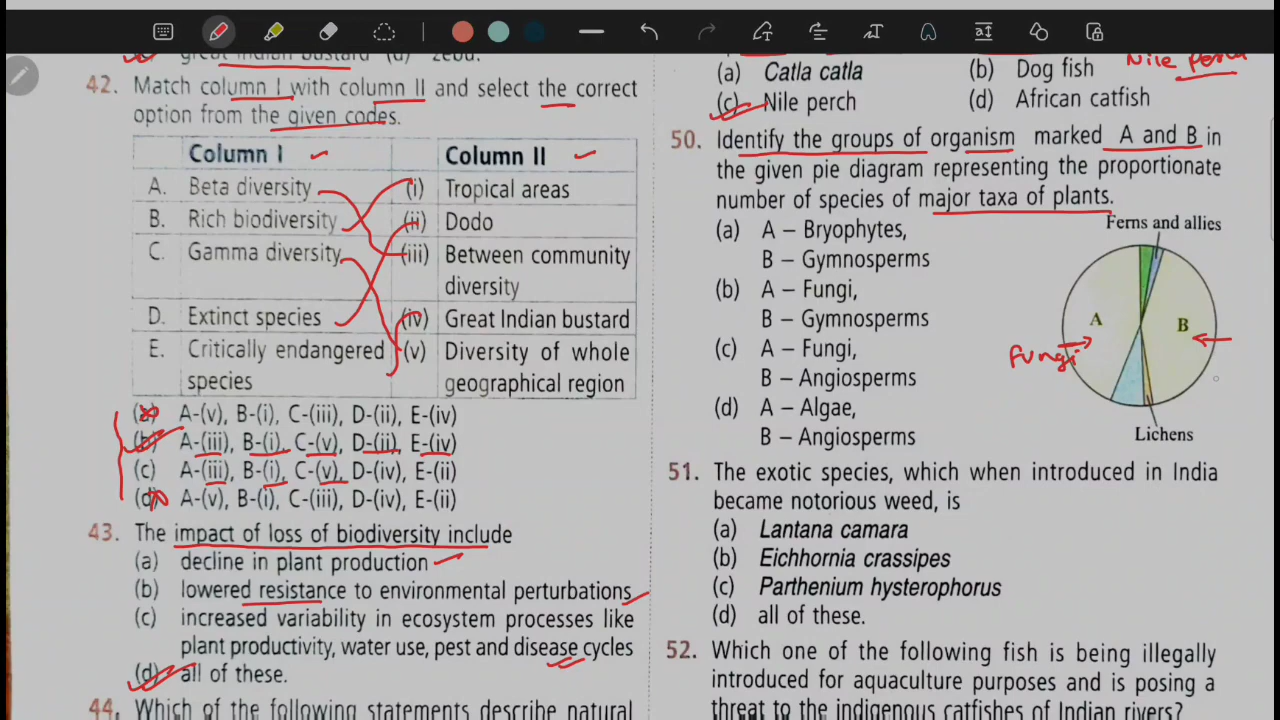 great Indian bustard (d) zebu.
42. Match column I with column II and select the correct
option from the given codes.
Column I Column II
A. Beta diversity (i) Tropical areas
B. Rich biodiversity (ii) Dodo
C. Gamma diversity (iii) Between community
diversity
D. Extinct species (iv) Great Indian bustard
E. Critically endangered (v) Diversity of whole
species geographical region
(a) A-(v), B-(i), C-(iii), D-(ii), E-(iv)
(b) A-(iii), B-(i), C-(v), D-(ii), E-(iv)
(c) A-(iii), B-(i), C-(v), D-(iv), E-(ii)
(d) A-(v), B-(i), C-(iii), D-(iv), E-(ii)
43. The impact of loss of biodiversity include
(a) decline in plant production
(b) lowered resistance to environmental perturbations
(c) increased variability in ecosystem processes like
plant productivity, water use, pest and disease cycles
(d) all of these.
44. Which of the following statements describe natural
Nile perch
(a) Catla catla (b) Dog fish
(c) Nile perch (d) African catfish
50. Identify the groups of organism marked A and B in
the given pie diagram representing the proportionate
number of species of major taxa of plants.
(a) A – Bryophytes,
B – Gymnosperms
(b) A – Fungi,
B – Gymnosperms
(c) A – Fungi,
B – Angiosperms
(d) A – Algae,
B – Angiosperms
Ferns and allies
A B
Fungi
Lichens
51. The exotic species, which when introduced in India
became notorious weed, is
(a) Lantana camara
(b) Eichhornia crassipes
(c) Parthenium hysterophorus
(d) all of these.
52. Which one of the following fish is being illegally
introduced for aquaculture purposes and is posing a
threat to the indigenous catfishes of Indian rivers?